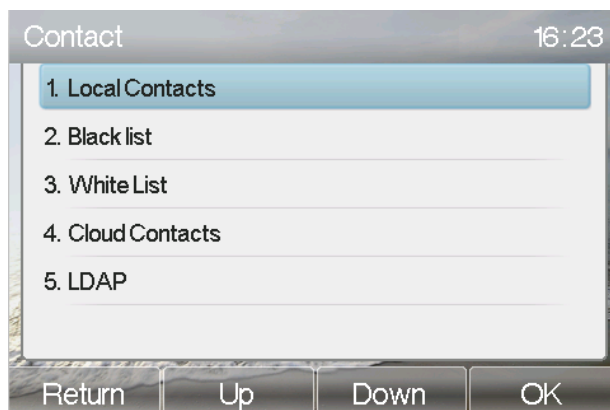 Contact 16:23
1. Local Contacts
2. Black list
3. White List
4. Cloud Contacts
5. LDAP
Return Up Down OK